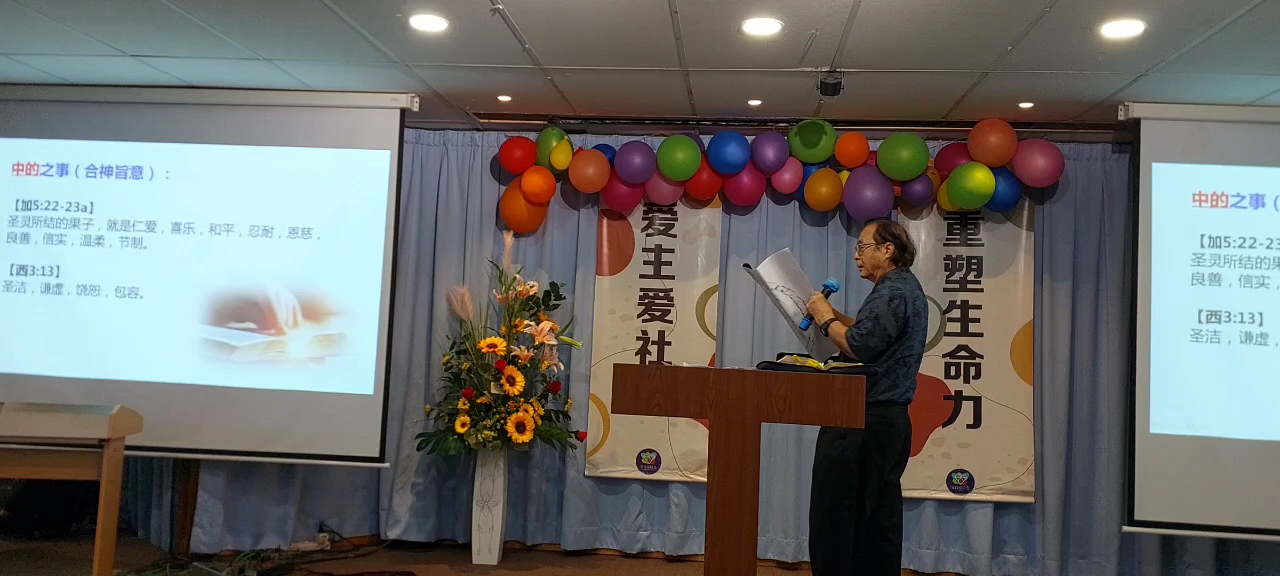 中的之事（合神旨意）：
【加5:22-23a】
圣灵所结的果子，就是仁爱，喜乐，和平，忍耐，恩慈，
良善，信实，温柔，节制。
【西3:13】
圣洁，谦虚，饶恕，包容。
爱主爱社
重塑生命力
中的之事（
【加5:22-23
圣灵所结的果
良善，信实，
【西3:13】
圣洁，谦虚，